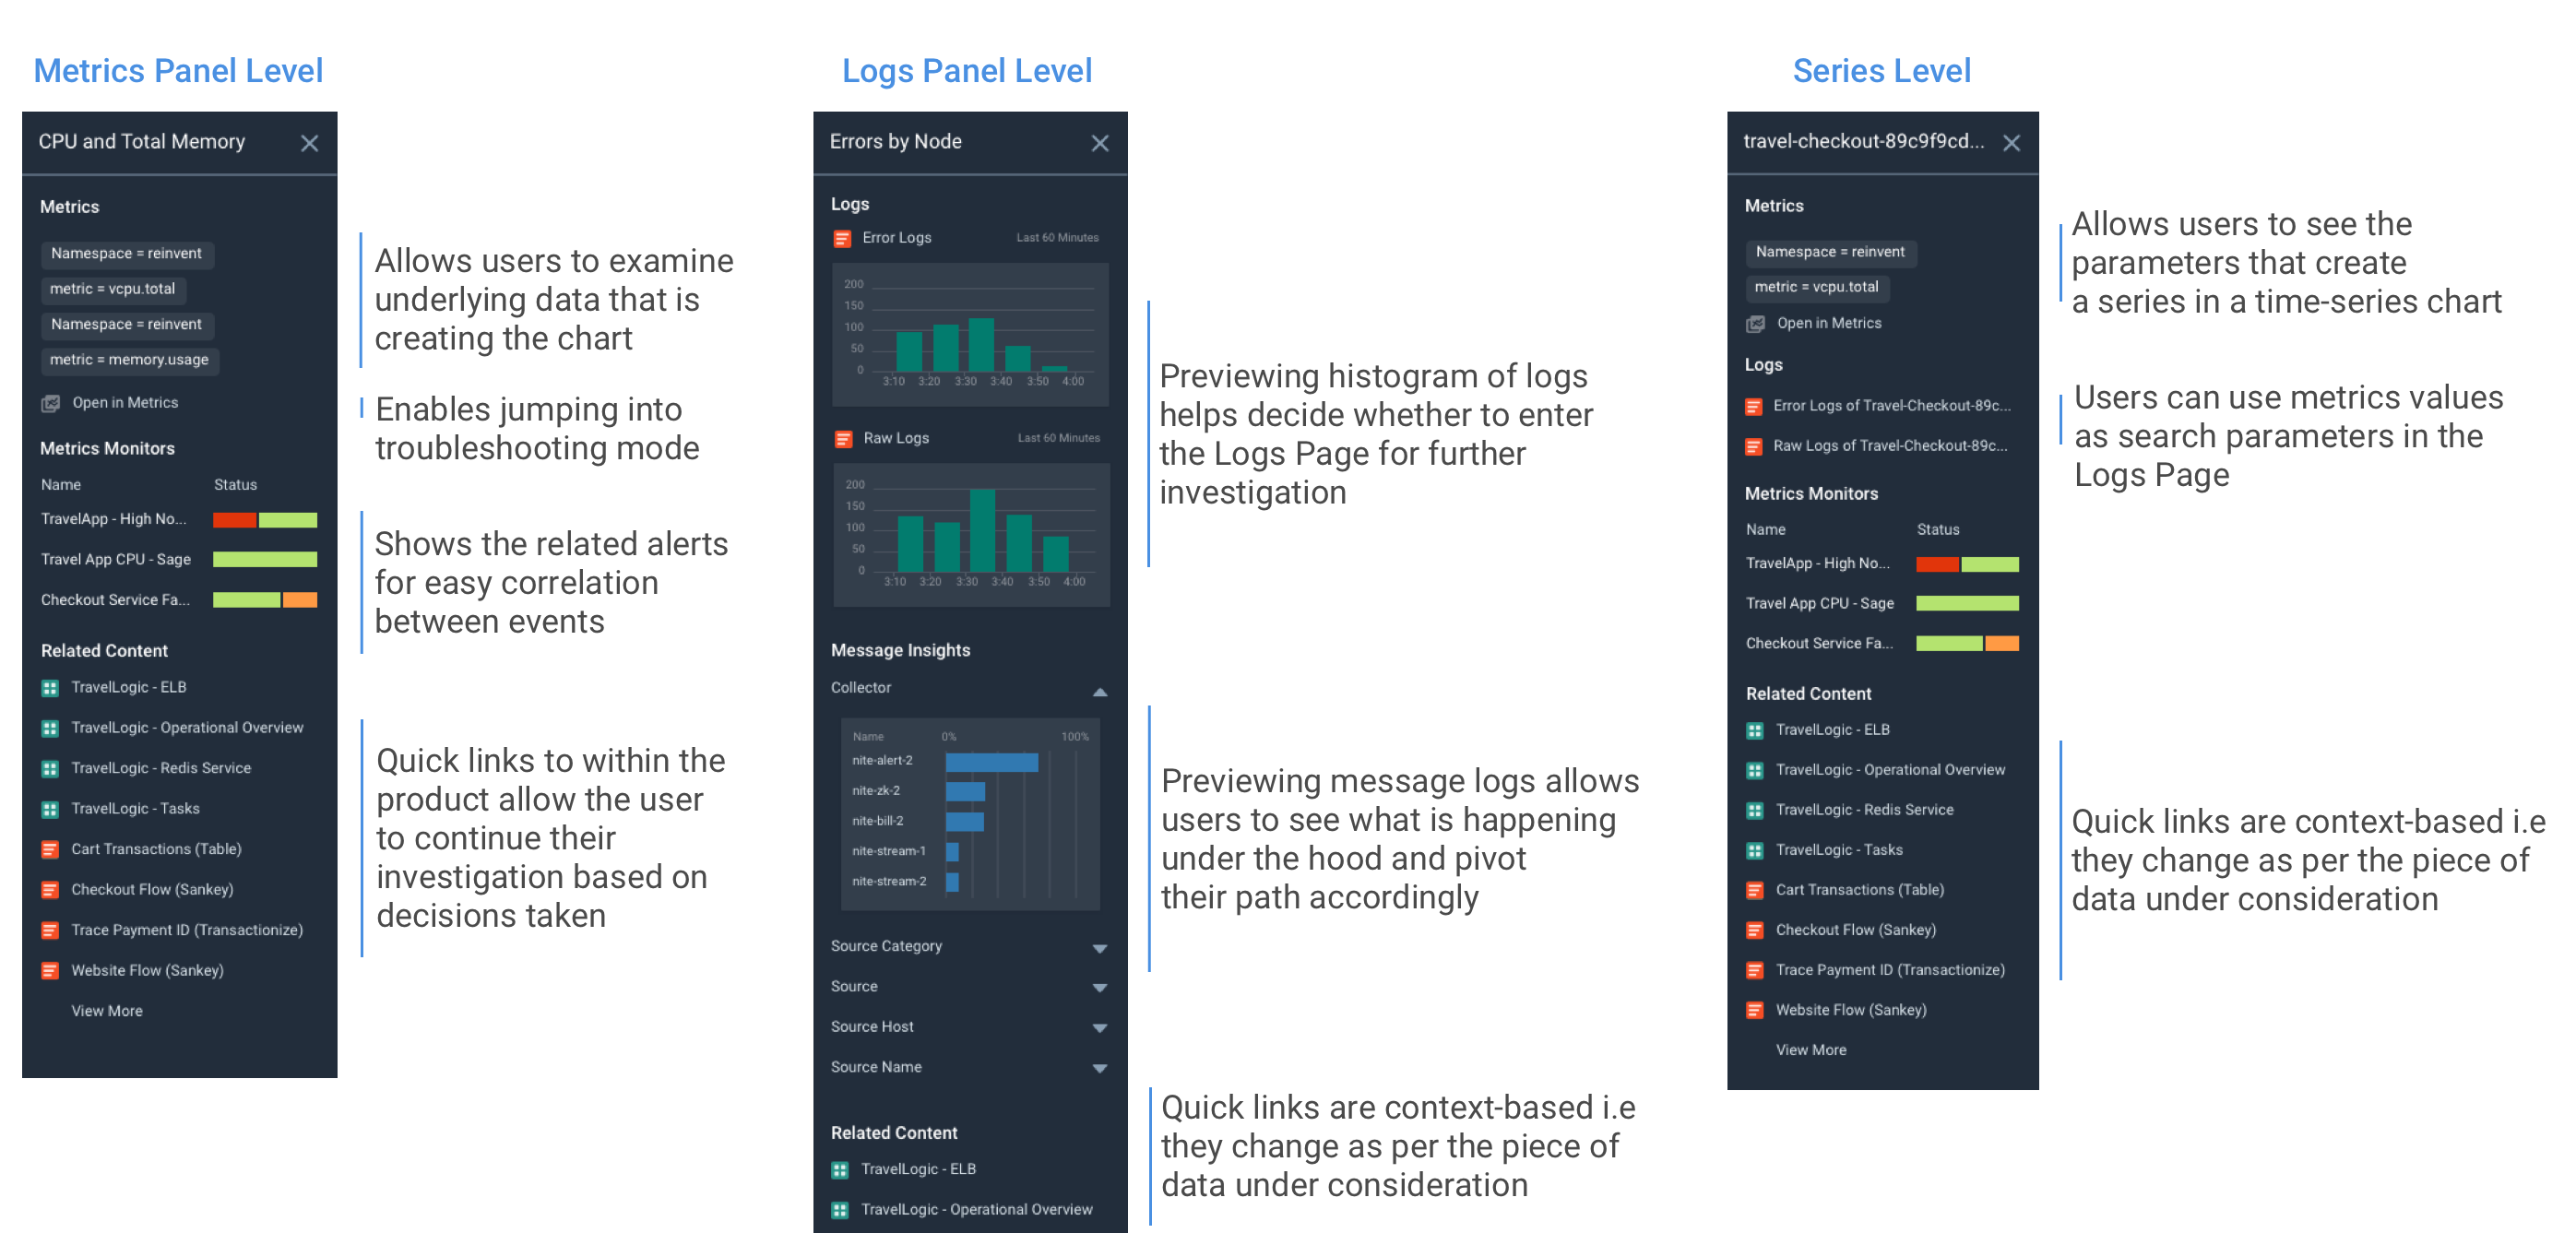 Metrics Panel Level
CPU and Total Memory
Metrics
Namespace = reinvent
metric = vcpu.total
Namespace = reinvent
metric = memory.usage
Open in Metrics
Metrics Monitors
Name Status
TravelApp - High No...
Travel App CPU - Sage
Checkout Service Fa...
Related Content
TravelLogic - ELB
TravelLogic - Operational Overview
TravelLogic - Redis Service
TravelLogic - Tasks
Cart Transactions (Table)
Checkout Flow (Sankey)
Trace Payment ID (Transactionize)
Website Flow (Sankey)
View More
Allows users to examine
underlying data that is
creating the chart
Enables jumping into
troubleshooting mode
Shows the related alerts
for easy correlation
between events
Quick links to within the
product allow the user
to continue their
investigation based on
decisions taken
Logs Panel Level
Errors by Node
Logs
Error Logs Last 60 Minutes
200
150
100
50
0
3:10 3:20 3:30 3:40 3:50 4:00
Raw Logs Last 60 Minutes
200
150
100
50
0
3:10 3:20 3:30 3:40 3:50 4:00
Message Insights
Collector
Name 0% 100%
nite-alert-2
nite-zk-2
nite-bill-2
nite-stream-1
nite-stream-2
Source Category
Source
Source Host
Source Name
Related Content
TravelLogic - ELB
TravelLogic - Operational Overview
Previewing histogram of logs
helps decide whether to enter
the Logs Page for further
investigation
Previewing message logs allows
users to see what is happening
under the hood and pivot
their path accordingly
Quick links are context-based i.e
they change as per the piece of
data under consideration
Series Level
travel-checkout-89c9f9cd...
Metrics
Namespace = reinvent
metric = vcpu.total
Open in Metrics
Logs
Error Logs of Travel-Checkout-89c...
Raw Logs of Travel-Checkout-89c...
Metrics Monitors
Name Status
TravelApp - High No...
Travel App CPU - Sage
Checkout Service Fa...
Related Content
TravelLogic - ELB
TravelLogic - Operational Overview
TravelLogic - Redis Service
TravelLogic - Tasks
Cart Transactions (Table)
Checkout Flow (Sankey)
Trace Payment ID (Transactionize)
Website Flow (Sankey)
View More
Allows users to see the
parameters that create
a series in a time-series chart
Users can use metrics values
as search parameters in the
Logs Page
Quick links are context-based i.e
they change as per the piece of
data under consideration